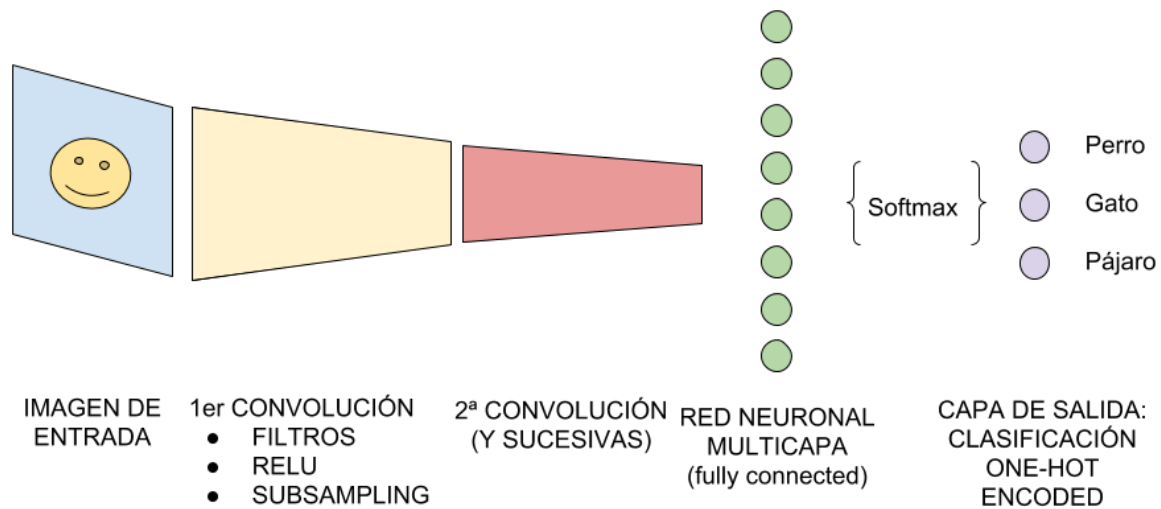 Perro
Softmax
Gato
Pájaro
IMAGEN DE
ENTRADA
1er CONVOLUCIÓN
● FILTROS
● RELU
● SUBSAMPLING
2ª CONVOLUCIÓN
(Y SUCESIVAS)
RED NEURONAL
MULTICAPA
(fully connected)
CAPA DE SALIDA:
CLASIFICACIÓN
ONE-HOT
ENCODED